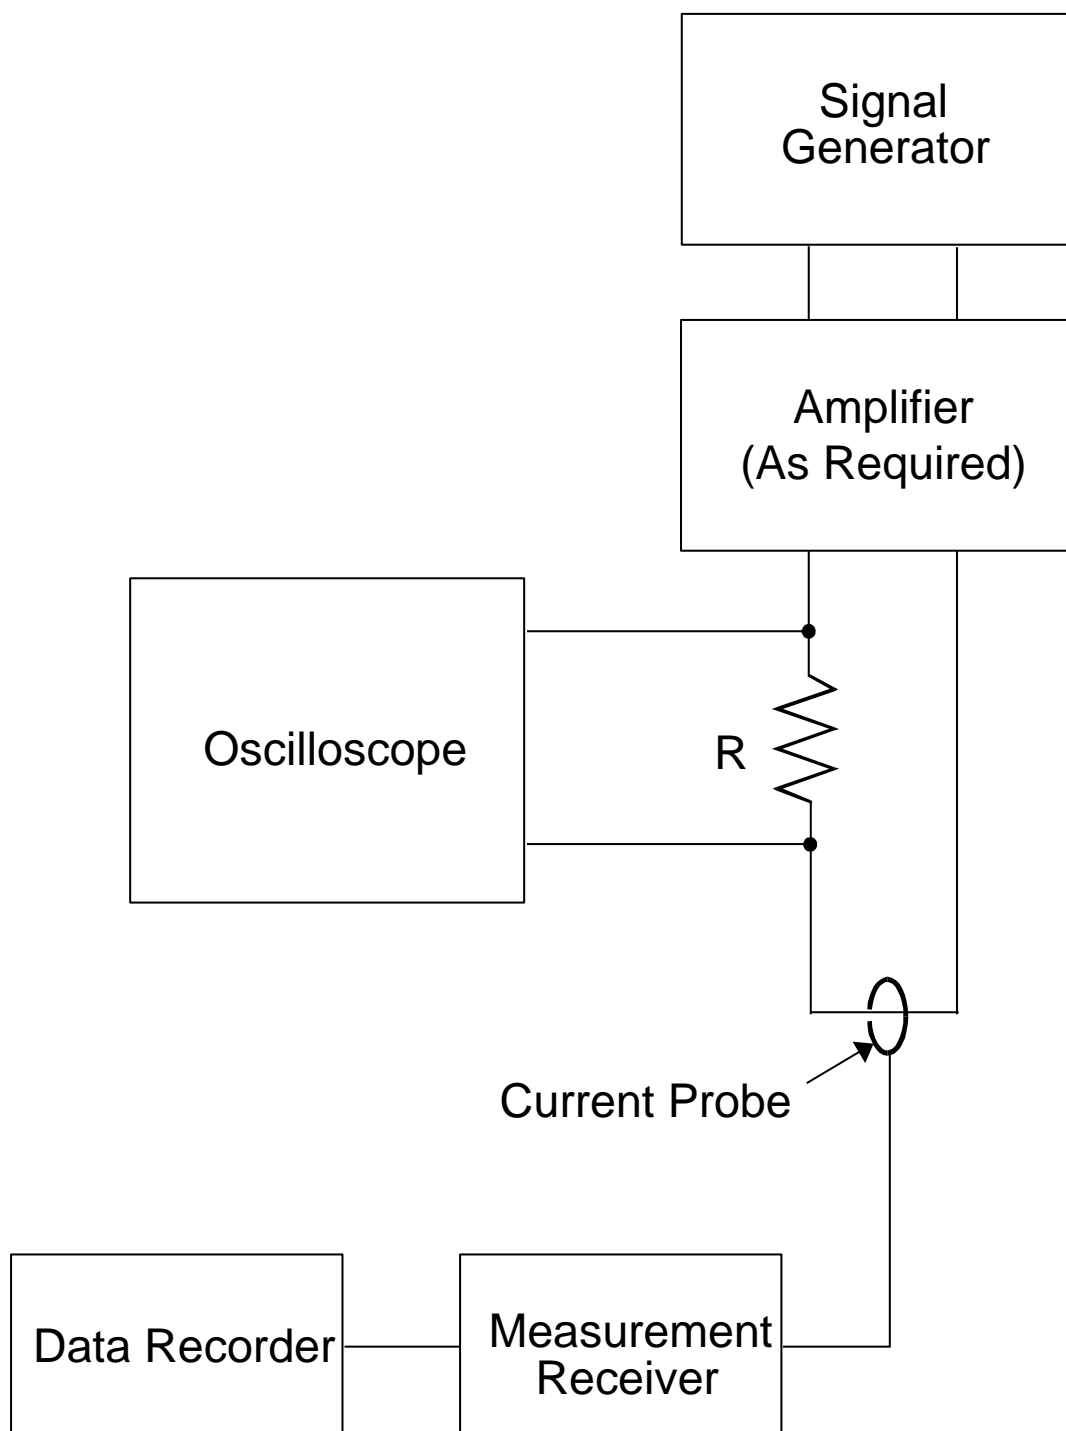 Signal
Generator
Amplifier
(As Required)
Oscilloscope
R
Current Probe
Data Recorder
Measurement
Receiver